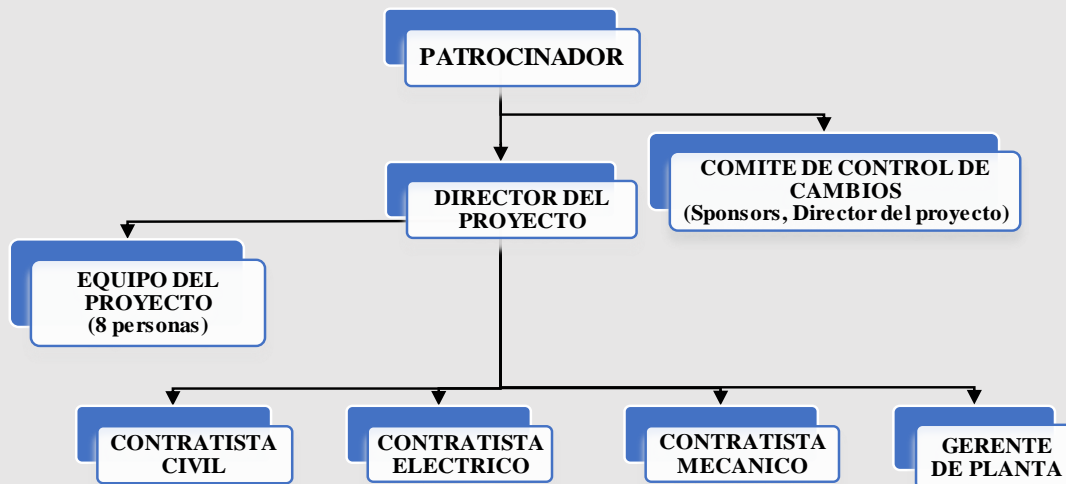 PATROCINADOR
COMITE DE CONTROL DE
CAMBIOS
(Sponsors, Director del proyecto)
DIRECTOR DEL
PROYECTO
EQUIPO DEL
PROYECTO
(8 personas)
CONTRATISTA
CIVIL
CONTRATISTA
ELECTRICO
CONTRATISTA
MECANICO
GERENTE
DE PLANTA